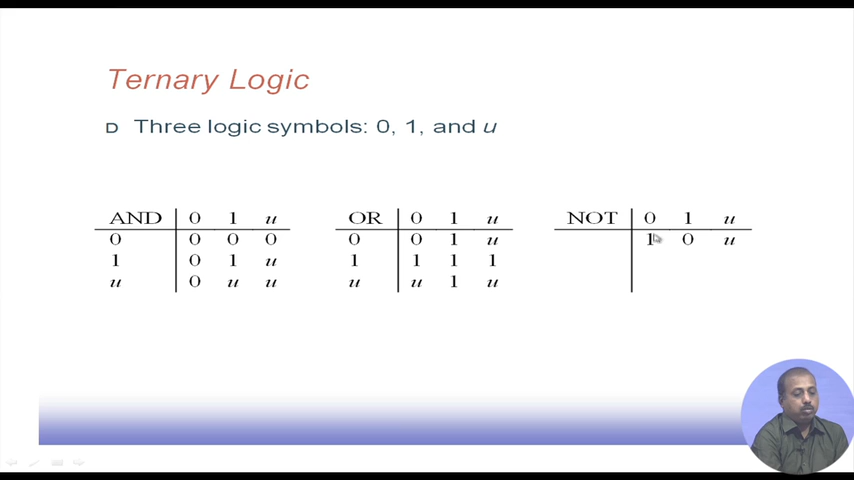 Ternary Logic
D Three logic symbols: 0, 1, and u
AND 0 1 u
0 0 0 0
1 0 1 u
u 0 u u
OR 0 1 u
0 0 1 u
1 1 1 1
u u 1 u
NOT 0 1 u
1 0 u